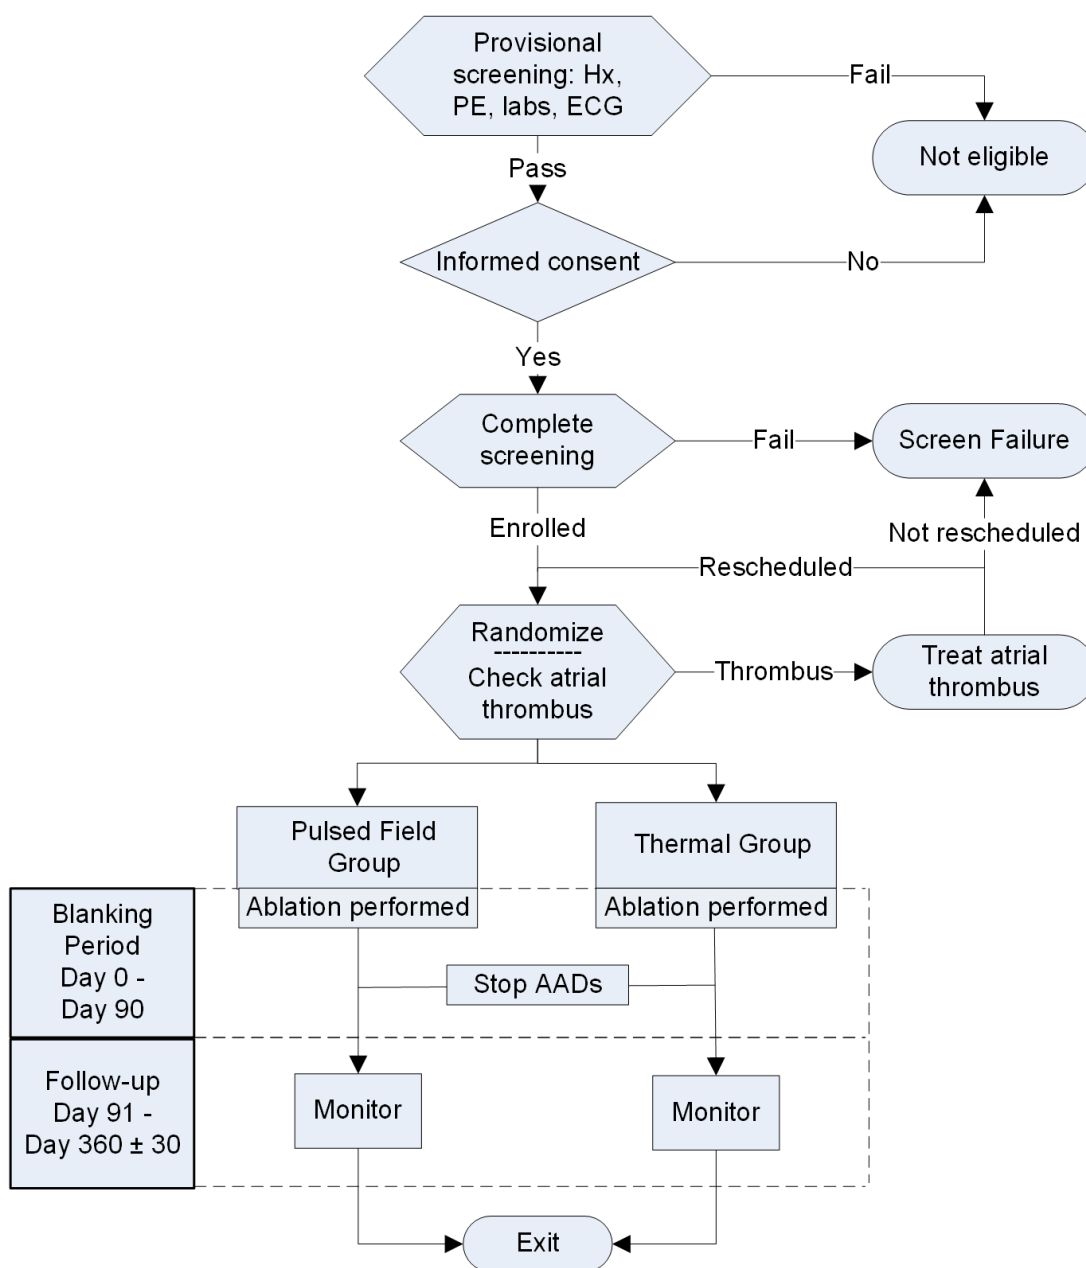 Provisional
screening: Hx,
PE, labs, ECG
Fail
Not eligible
Pass
Informed consent
No
Yes
Complete
screening
Fail
Screen Failure
Enrolled
Not rescheduled
Rescheduled
Randomize
----------
Check atrial
thrombus
Thrombus
Treat atrial
thrombus
Pulsed Field
Group
Thermal Group
Ablation performed
Ablation performed
Blanking
Period
Day 0 -
Day 90
Stop AADs
Follow-up
Day 91 -
Day 360 ± 30
Monitor
Monitor
Exit